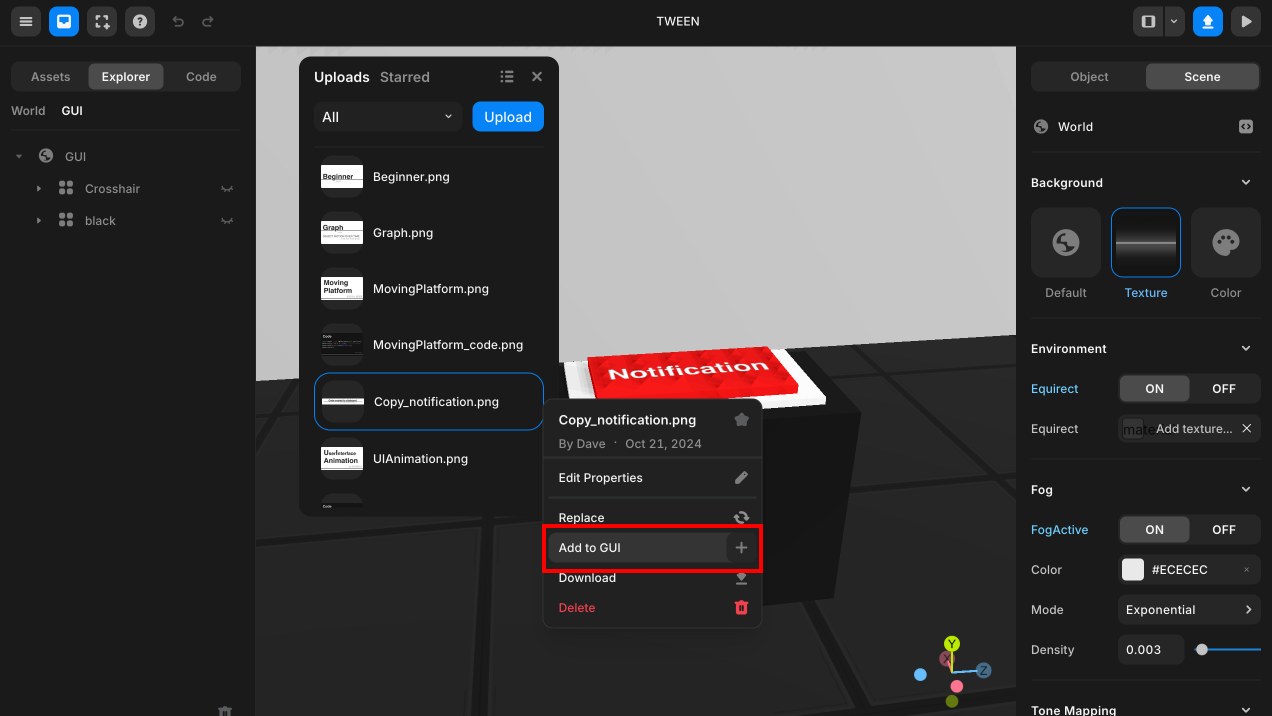 TWEEN
Assets Explorer Code
World GUI
GUI
Crosshair
black
Uploads Starred
All Upload
Beginner
Beginner.png
Graph
Graph.png
Moving
Platform
MovingPlatform.png
Code
MovingPlatform_code.png
Copy_notification.png
UserInterface
Animation
UIAnimation.png
Code
Notification
Copy_notification.png
By Dave · Oct 21, 2024
Edit Properties
Replace
Add to GUI
Download
Delete
Y
X
Z
Object Scene
World
Background
Default Texture Color
Environment
Equirect ON OFF
Equirect Add texture...
Fog
FogActive ON OFF
Color #ECECEC
Mode Exponential
Density 0.003
Tone Mapping